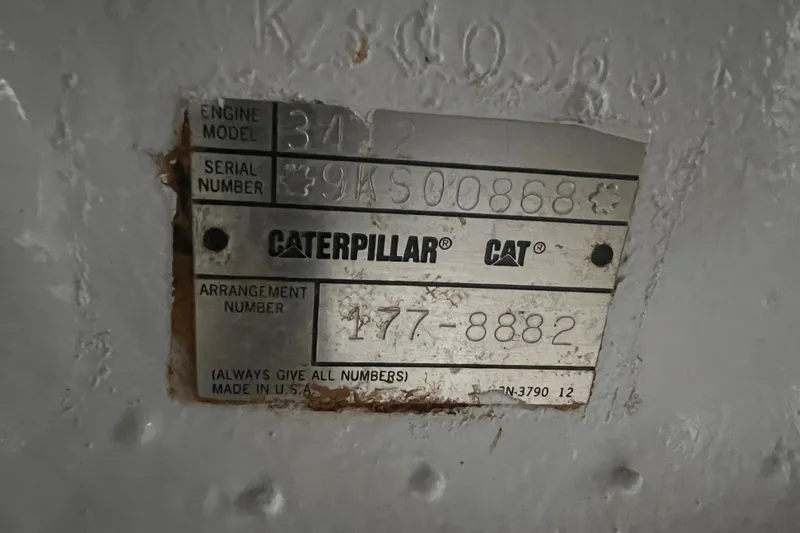 ENGINE MODEL
SERIAL NUMBER 9KS00868
CATERPILLAR® CAT®
ARRANGEMENT NUMBER 177-8882
(ALWAYS GIVE ALL NUMBERS)
MADE IN U.S.A. N-3790 12